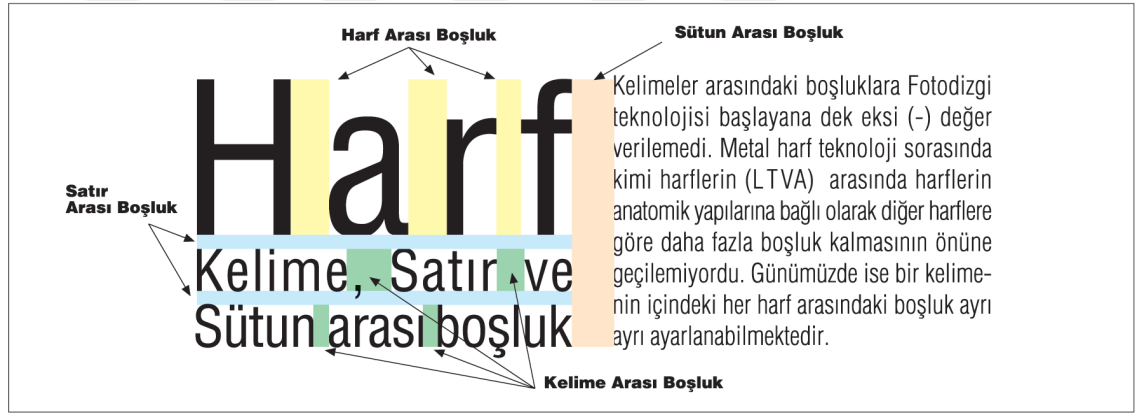 Harf Arası Boşluk
Sütun Arası Boşluk
Satır
Arası Boşluk
Harf
Kelime, Satır ve
Sütun arası boşluk
Kelimeler arasındaki boşluklara Fotodizgi
teknolojisi başlayana dek eksi (-) değer
verilemedi. Metal harf teknoloji sorasında
kimi harflerin (LTVA) arasında harflerin
anatomik yapılarına bağlı olarak diğer harflere
göre daha fazla boşluk kalmasının önüne
geçilemiyordu. Günümüzde ise bir kelime-
nin içindeki her harf arasındaki boşluk ayrı
ayrı ayarlanabilmektedir.
Kelime Arası Boşluk